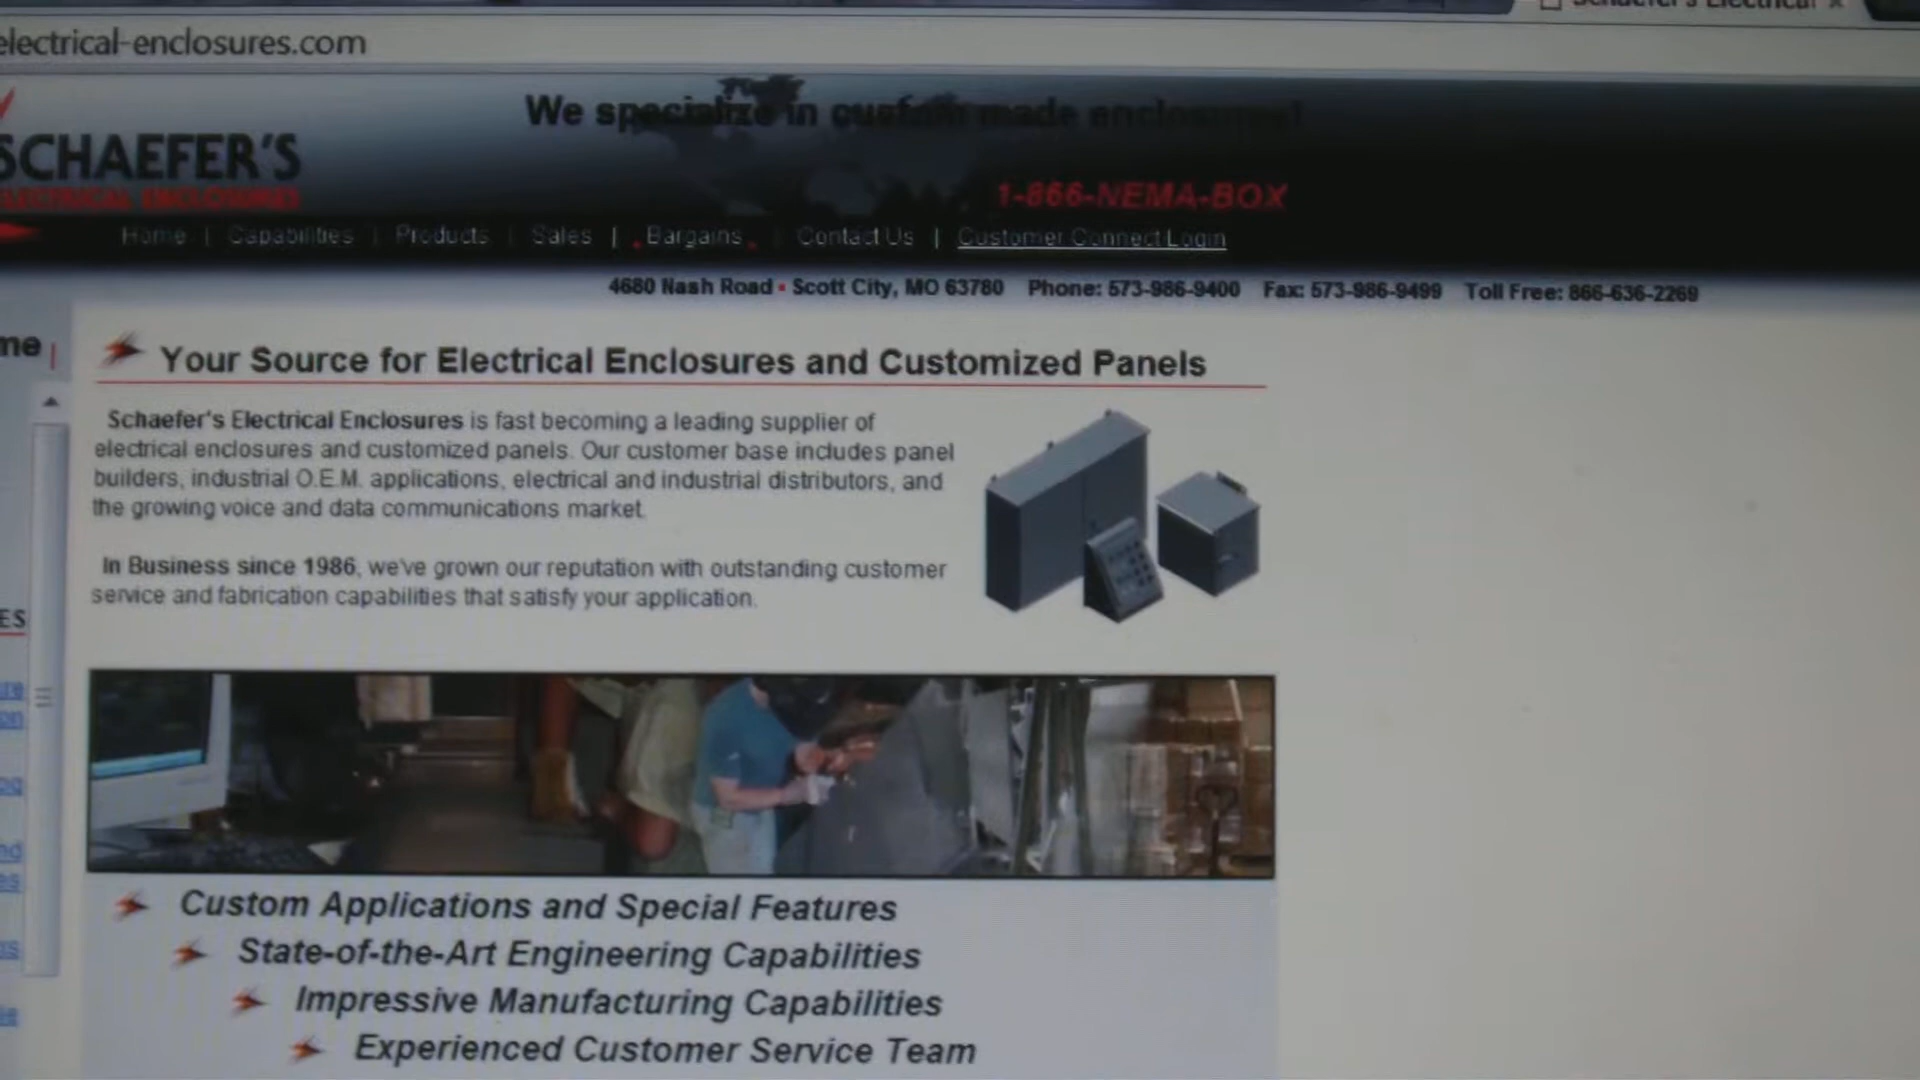 electrical-enclosures.com
We specialize in custom made enclosures!
SCHAEFER'S
ELECTRICAL ENCLOSURES
1-866-NEMA-BOX
Home | Capabilities | Products | Sales | Bargains | Contact Us | Customer Connect Login
4680 Nash Road • Scott City, MO 63780 Phone: 573-986-9400 Fax: 573-986-9499 Toll Free: 866-636-2269
Your Source for Electrical Enclosures and Customized Panels
Schaefer's Electrical Enclosures is fast becoming a leading supplier of
electrical enclosures and customized panels. Our customer base includes panel
builders, industrial O.E.M. applications, electrical and industrial distributors, and
the growing voice and data communications market.
In Business since 1986, we've grown our reputation with outstanding customer
service and fabrication capabilities that satisfy your application.
Custom Applications and Special Features
State-of-the-Art Engineering Capabilities
Impressive Manufacturing Capabilities
Experienced Customer Service Team